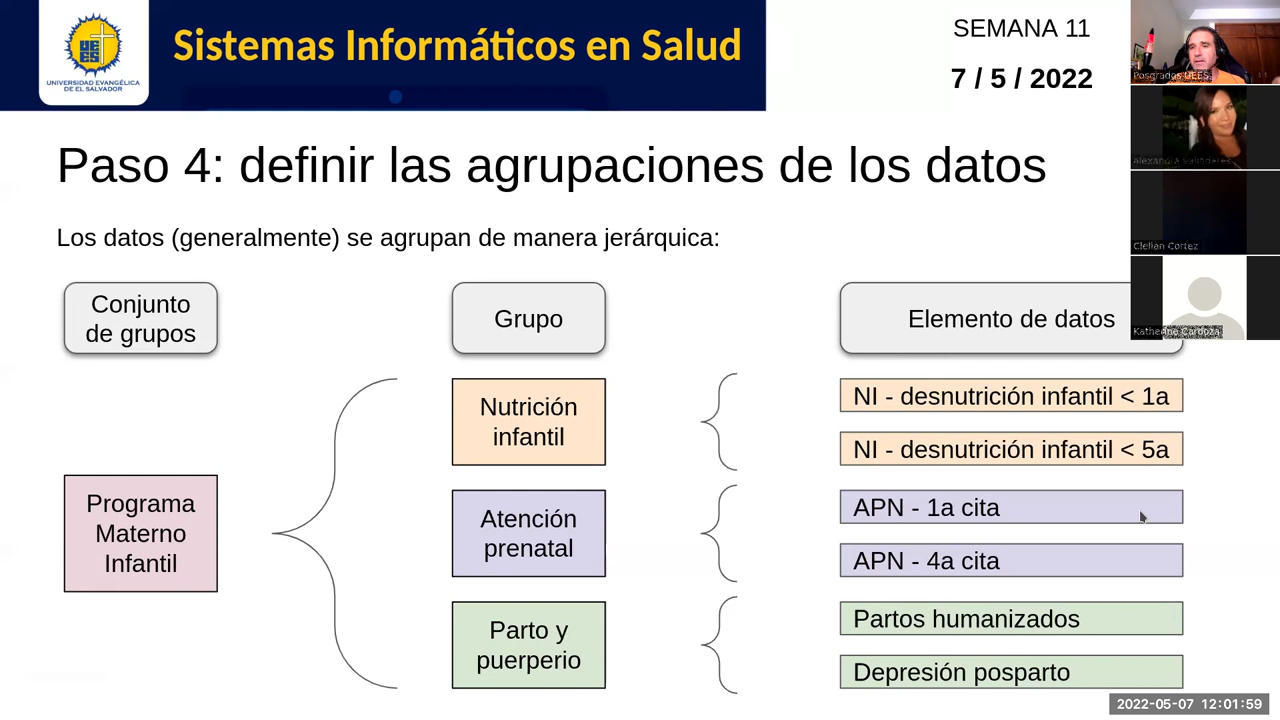 UNIVERSIDAD EVANGÉLICA
DE EL SALVADOR
Sistemas Informáticos en Salud
SEMANA 11
7 / 5 / 2022
Posgrados UEES
Paso 4: definir las agrupaciones de los datos
Los datos (generalmente) se agrupan de manera jerárquica:
Clelian Cortez
Katherine Cardoza
Conjunto
de grupos
Grupo
Elemento de datos
Programa
Materno
Infantil
Nutrición
infantil
NI - desnutrición infantil < 1a
NI - desnutrición infantil < 5a
Atención
prenatal
APN - 1a cita
APN - 4a cita
Parto y
puerperio
Partos humanizados
Depresión posparto
2022-05-07 12:01:59